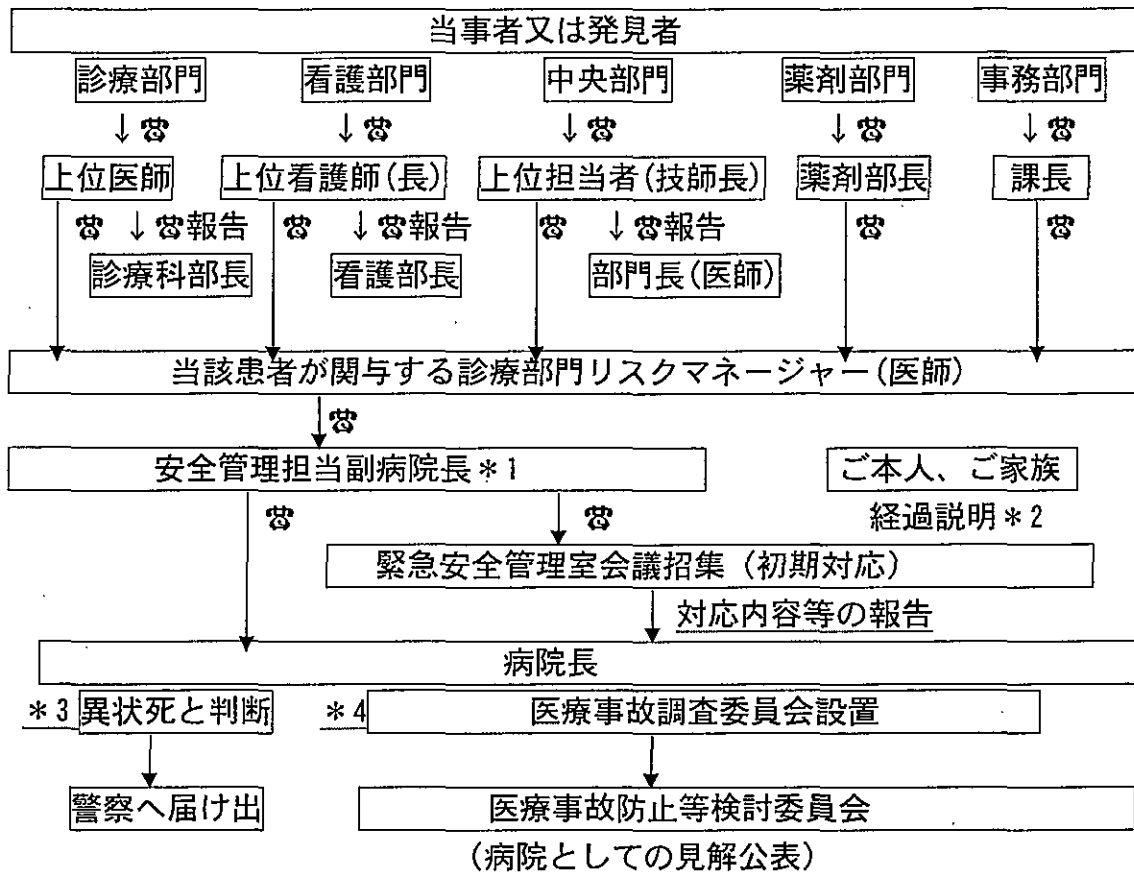 当事者又は発見者
診療部門 看護部門 中央部門 薬剤部門 事務部門
↓☎ ↓☎ ↓☎ ↓☎ ↓☎
上位医師 上位看護師(長) 上位担当者(技師長) 薬剤部長 課長
☎ ↓☎報告 ☎ ↓☎報告 ☎ ↓☎報告 ☎ ☎
診療科部長 看護部長 部門長(医師)
当該患者が関与する診療部門リスクマネージャー(医師)
☎
安全管理担当副病院長*1 ご本人、ご家族
☎ ☎ 経過説明*2
緊急安全管理室会議招集(初期対応)
対応内容等の報告
病院長
*3 異状死と判断 *4 医療事故調査委員会設置
警察へ届け出 医療事故防止等検討委員会
(病院としての見解公表)